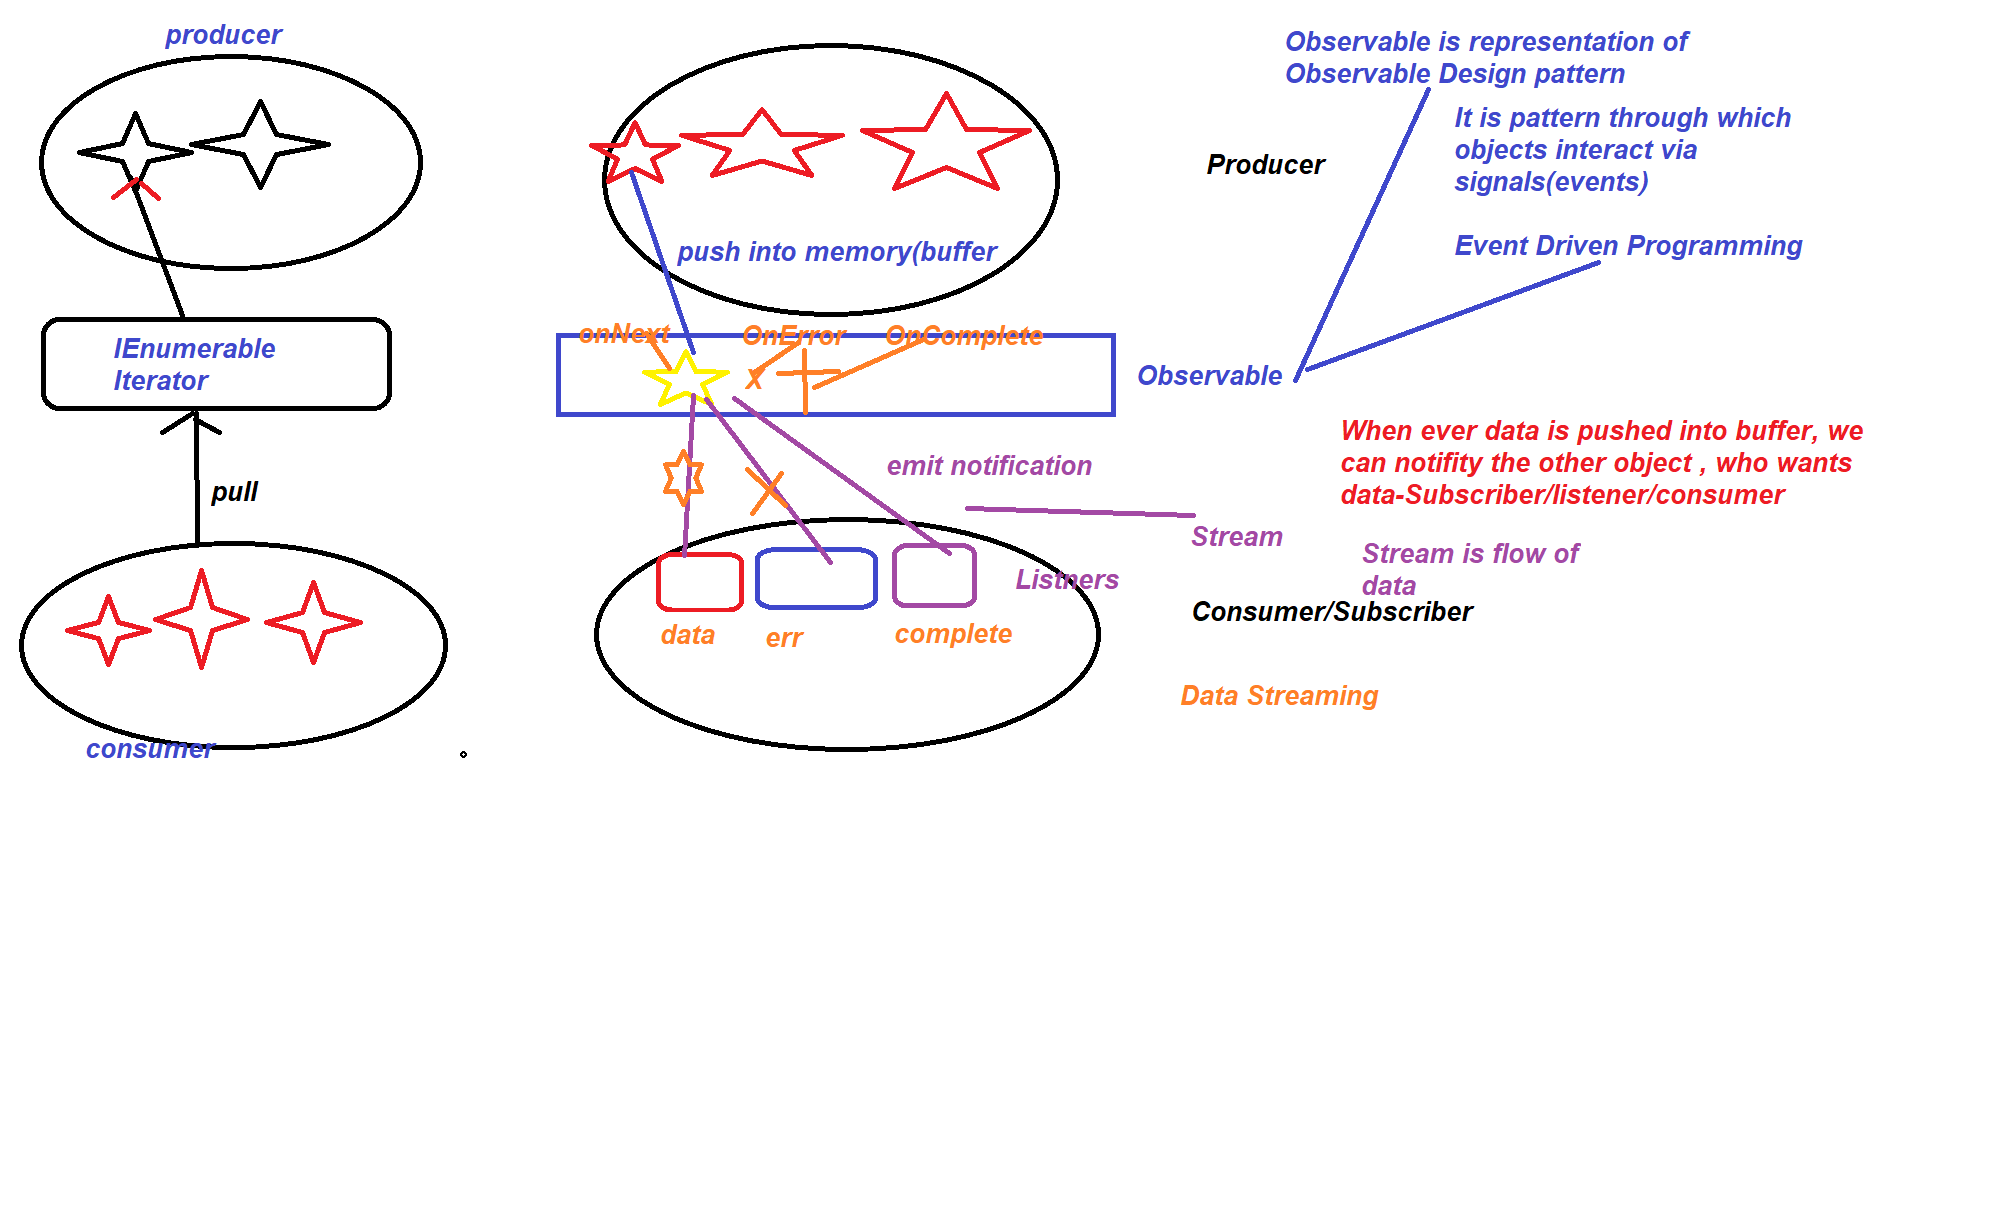 producer
IEnumerable
Iterator
pull
consumer
push into memory(buffer
onNext
OnError
OnComplete
X
emit notification
Listners
data
err
complete
Observable is representation of
Observable Design pattern
It is pattern through which
objects interact via
signals(events)
Producer
Event Driven Programming
Observable
When ever data is pushed into buffer, we
can notifity the other object , who wants
data-Subscriber/listener/consumer
Stream
Stream is flow of
data
Consumer/Subscriber
Data Streaming